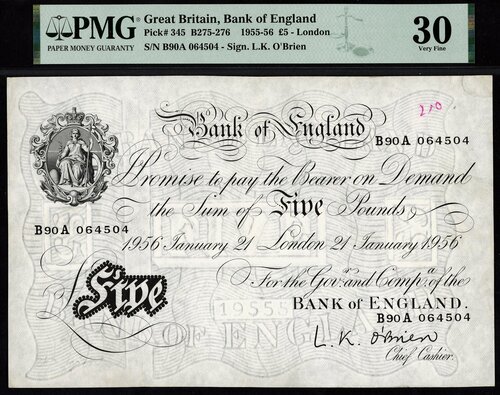 PMG
PAPER MONEY GUARANTY
Great Britain, Bank of England
Pick# 345 B275-276 1955-56 £5 - London
S/N B90A 064504 - Sign. L.K. O'Brien
30
Very Fine
210
Bank of England
B90A 064504
Promise to pay the Bearer on Demand
the Sum of Five Pounds
B90A 064504
1956 January 21 London 21 January 1956
For the Govr. and Compa. of the
BANK OF ENGLAND.
Five
B90A 064504
L. K. O'Brien
Chief Cashier.